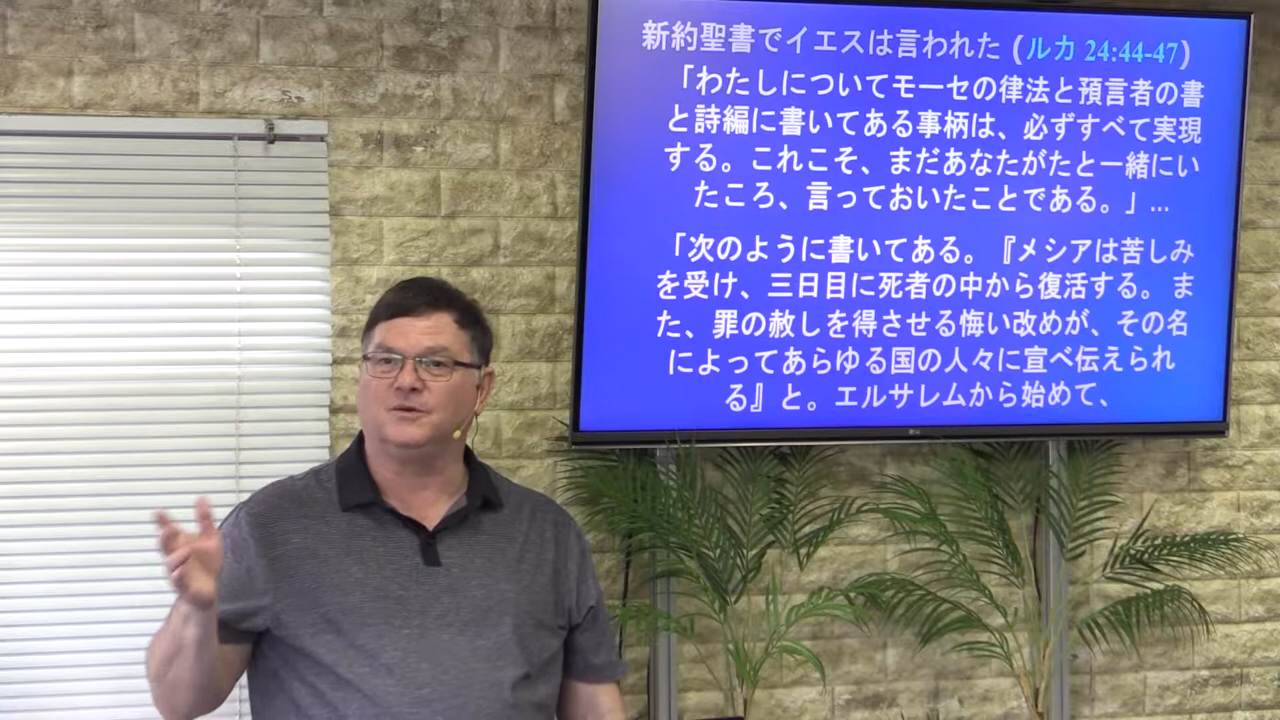 新約聖書でイエスは言われた (ルカ 24:44-47)
「わたしについてモーセの律法と預言者の書
と詩編に書いてある事柄は、必ずすべて実現
する。これこそ、まだあなたがたと一緒にい
たころ、言っておいたことである。」...
「次のように書いてある。『メシアは苦しみ
を受け、三日目に死者の中から復活する。 ま
た、罪の赦しを得させる悔い改めが、その名
によってあらゆる国の人々に宣べ伝えられ
る』と。エルサレムから始めて、